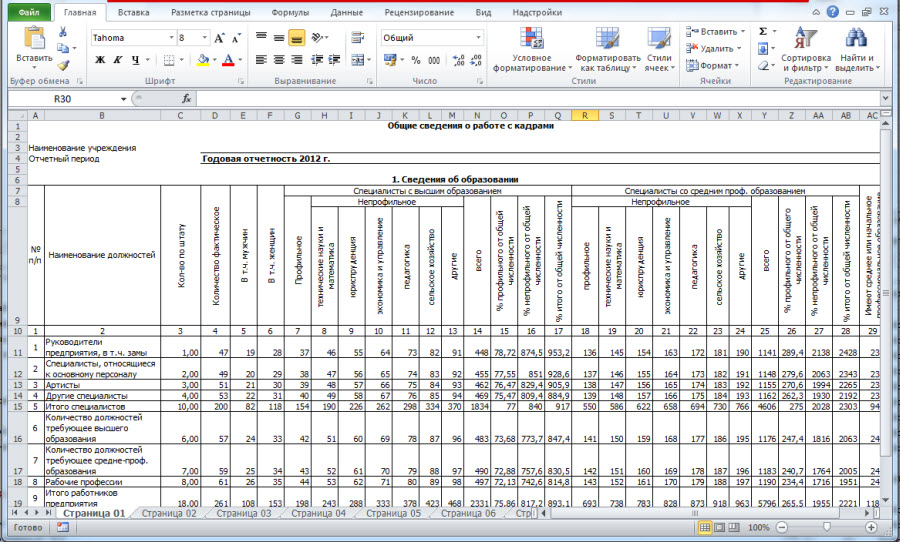 Файл Главная Вставка Разметка страницы Формулы Данные Рецензирование Вид Надстройки
Tahoma 8 Общий Вставить
Вставить Ж К Ч % 000 Условное форматирование Форматировать как таблицу Стили ячеек Удалить Формат Сортировка и фильтр Найти и выделить
Буфер обмена Шрифт Выравнивание Число Стили Ячейки Редактирование
R30 fx
A B C D E F G H I J K L M N O P Q R S T U V W X Y Z AA AB AC
1 Общие сведения о работе с кадрами
2
3 Наименование учреждения
4 Отчетный период Годовая отчетность 2012 г.
5
6 1. Сведения об образовании
7 Специалисты с высшим образованием Специалисты со средним проф. образованием
8 Непрофильное Непрофильное
9 № п/п Наименование должностей Кол-во по штату Количество фактическое В т.ч. мужчин В т.ч. женщин Профильное технические науки и математика юриспруденция экономика и управление педагогика сельское хозяйство другие всего % профильного от общей численности % непрофильного от общей численности % итого от общей численности профильное технические науки и математика юриспруденция экономика и управление педагогика сельское хозяйство другие всего % профильного от общего численности % непрофильного от общей численности % итого от общей численности Имеют среднее или начальное профессиональное образование
10 1 2 3 4 5 6 7 8 9 10 11 12 13 14 15 16 17 18 19 20 21 22 23 24 25 26 27 28 29
11 1 Руководители предприятия, в т.ч. замы 1,00 47 19 28 37 46 55 64 73 82 91 448 78,72 874,5 953,2 136 145 154 163 172 181 190 1141 289,4 2138 2428 23
12 2 Специалисты, относящиеся к основному персоналу 2,00 49 20 29 38 47 56 65 74 83 92 455 77,55 851 928,6 137 146 155 164 173 182 191 1148 279,6 2063 2343 23
13 3 Артисты 3,00 51 21 30 39 48 57 66 75 84 93 462 76,47 829,4 905,9 138 147 156 165 174 183 192 1155 270,6 1994 2265 23
14 4 Другие специалисты 4,00 53 22 31 40 49 58 67 76 85 94 469 75,47 809,4 884,9 139 148 157 166 175 184 193 1162 262,3 1930 2192 23
15 5 Итого специалистов 10,00 200 82 118 154 190 226 262 298 334 370 1834 77 840 917 550 586 622 658 694 730 766 4606 275 2028 2303 94
16 6 Количество должностей требующее высшего образования 6,00 57 24 33 42 51 60 69 78 87 96 483 73,68 773,7 847,4 141 150 159 168 177 186 195 1176 247,4 1816 2063 24
17 7 Количество должностей требующее средне-проф. образования 7,00 59 25 34 43 52 61 70 79 88 97 490 72,88 757,6 830,5 142 151 160 169 178 187 196 1183 240,7 1764 2005 24
18 8 Рабочие профессии 8,00 61 26 35 44 53 62 71 80 89 98 497 72,13 742,6 814,8 143 152 161 170 179 188 197 1190 234,4 1716 1951 24
19 9 Итого работников предприятия 18,00 261 108 153 198 243 288 333 378 423 468 2331 75,86 817,2 893,1 693 738 783 828 873 918 963 5796 265,5 1955 2221 118
Страница 01 Страница 02 Страница 03 Страница 04 Страница 05 Страница 06 Стр
Готово 100%